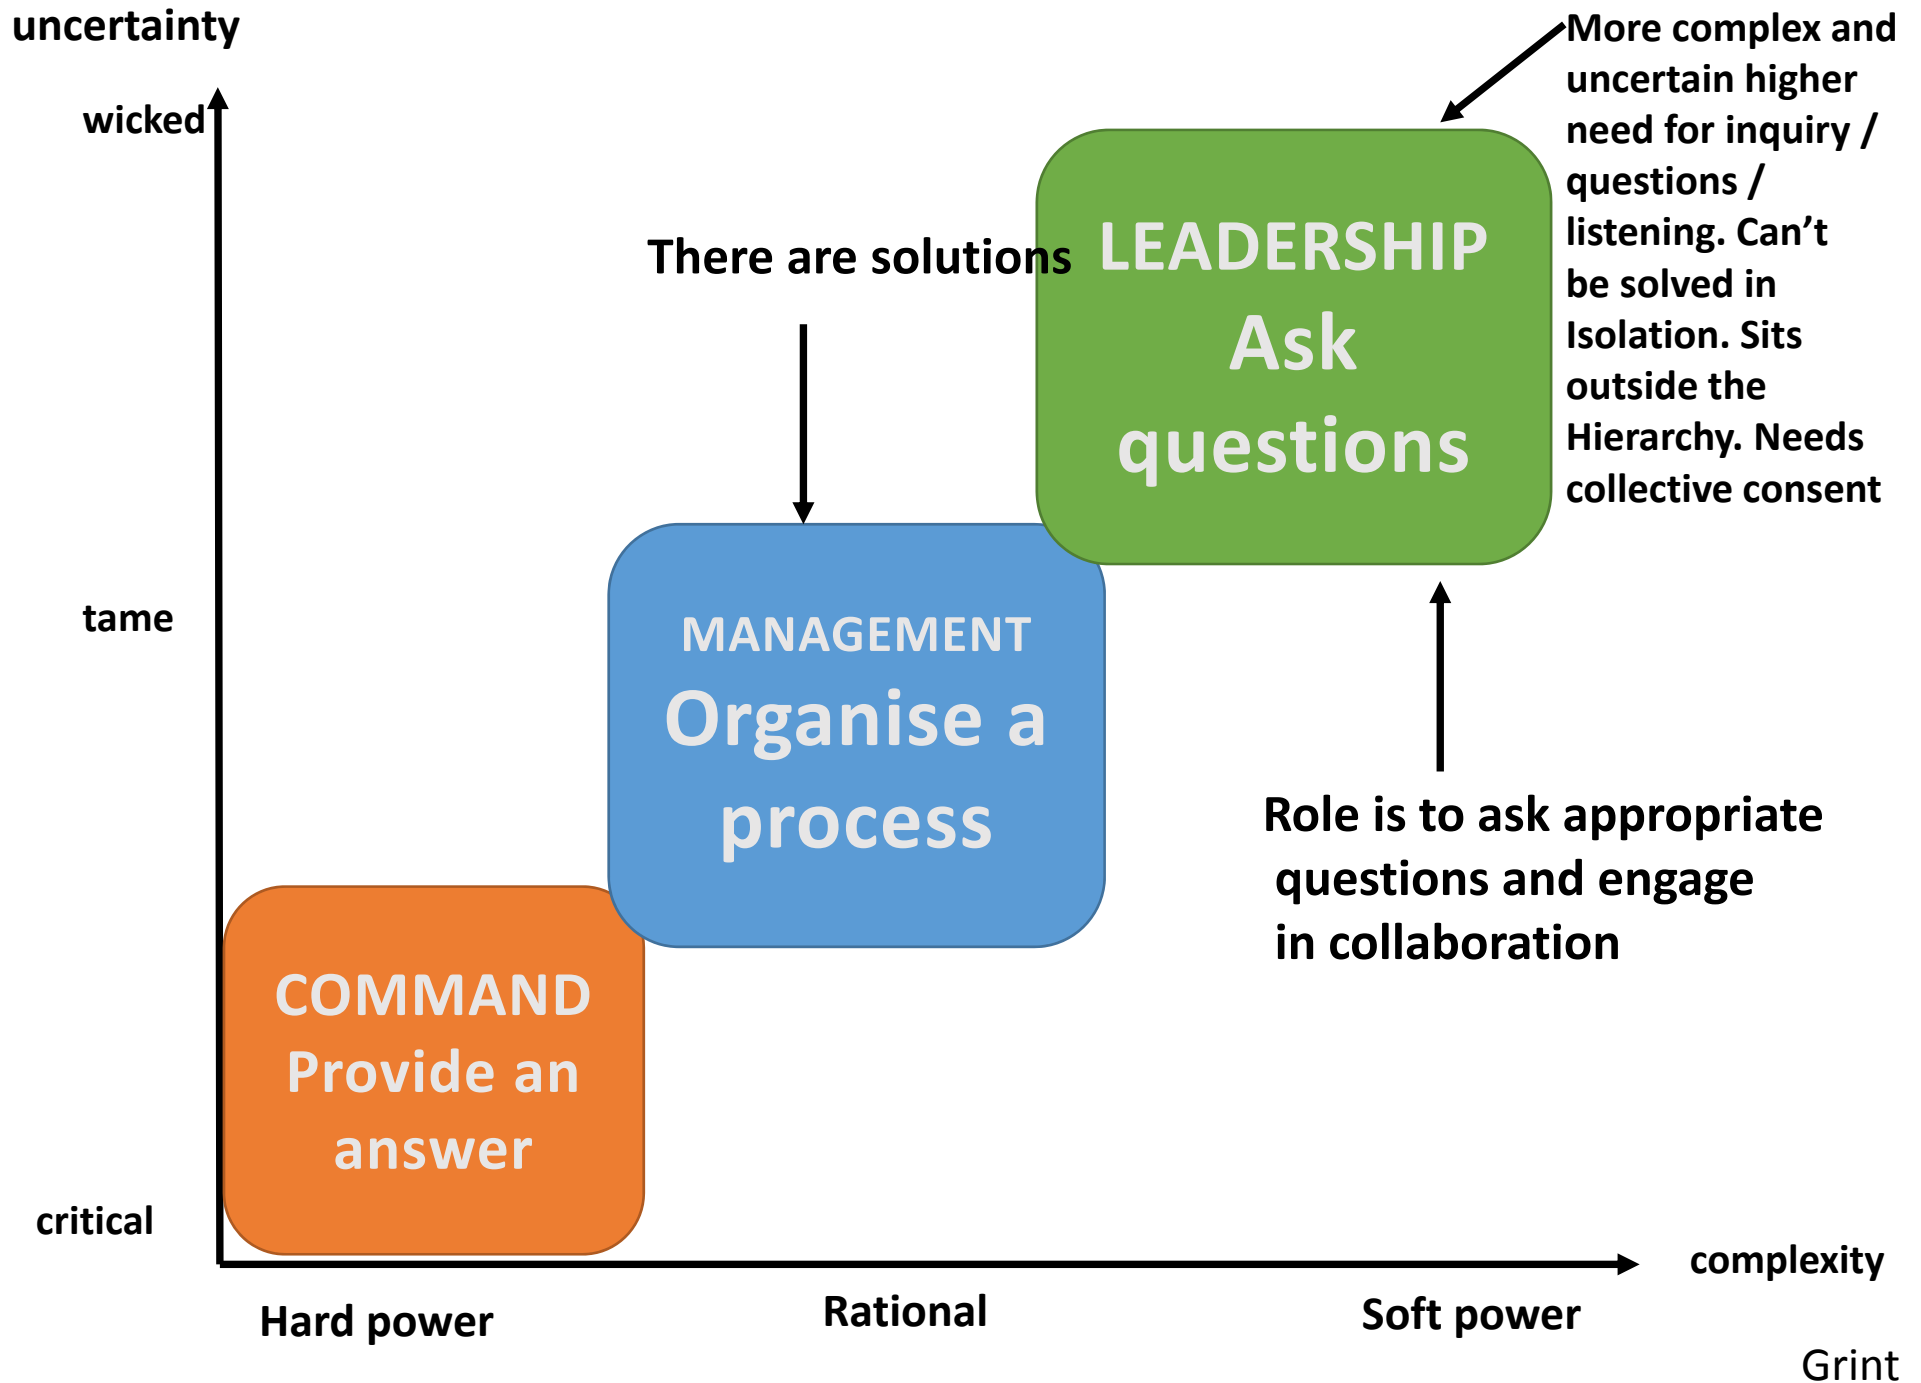 uncertainty
wicked
More complex and
uncertain higher
need for inquiry /
questions /
listening. Can’t
be solved in
Isolation. Sits
outside the
Hierarchy. Needs
collective consent
There are solutions
LEADERSHIP
Ask
questions
tame
MANAGEMENT
Organise a
process
Role is to ask appropriate
questions and engage
in collaboration
COMMAND
Provide an
answer
critical
complexity
Hard power
Rational
Soft power
Grint